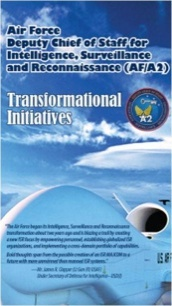 Air Force
Deputy Chief of Staff for
Intelligence, Surveillance
and Reconnaissance (AF/A2)
Transformational
Initiatives
A2
"The Air Force began its Intelligence, Surveillance and Reconnaissance
transformation about two years ago and is blazing a trail by creating
a new ISR focus by empowering personnel, establishing globalized ISR
organizations, and implementing a cross-domain portfolio of capabilities.
Bold thoughts span from the possible creation of an ISR MAJCOM to a
future with more unmanned than manned ISR systems."
Mr. James R. Clapper
Under Secretary of Defense for Intelligence
U.S. AIR F